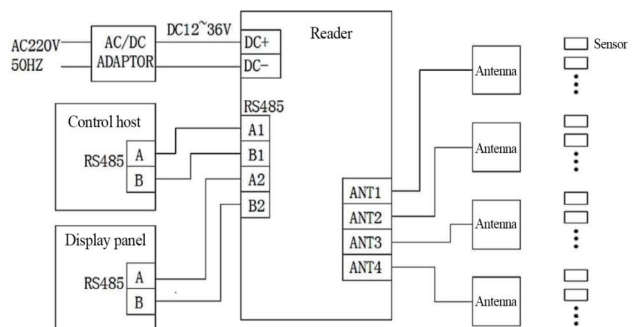 AC220V
50HZ
AC/DC
ADAPTOR
DC12~36V
DC+
DC-
Reader
RS485
A1
B1
A2
B2
Control host
RS485
A
B
Display panel
RS485
A
B
ANT1
ANT2
ANT3
ANT4
Antenna
Antenna
Antenna
Antenna
Sensor